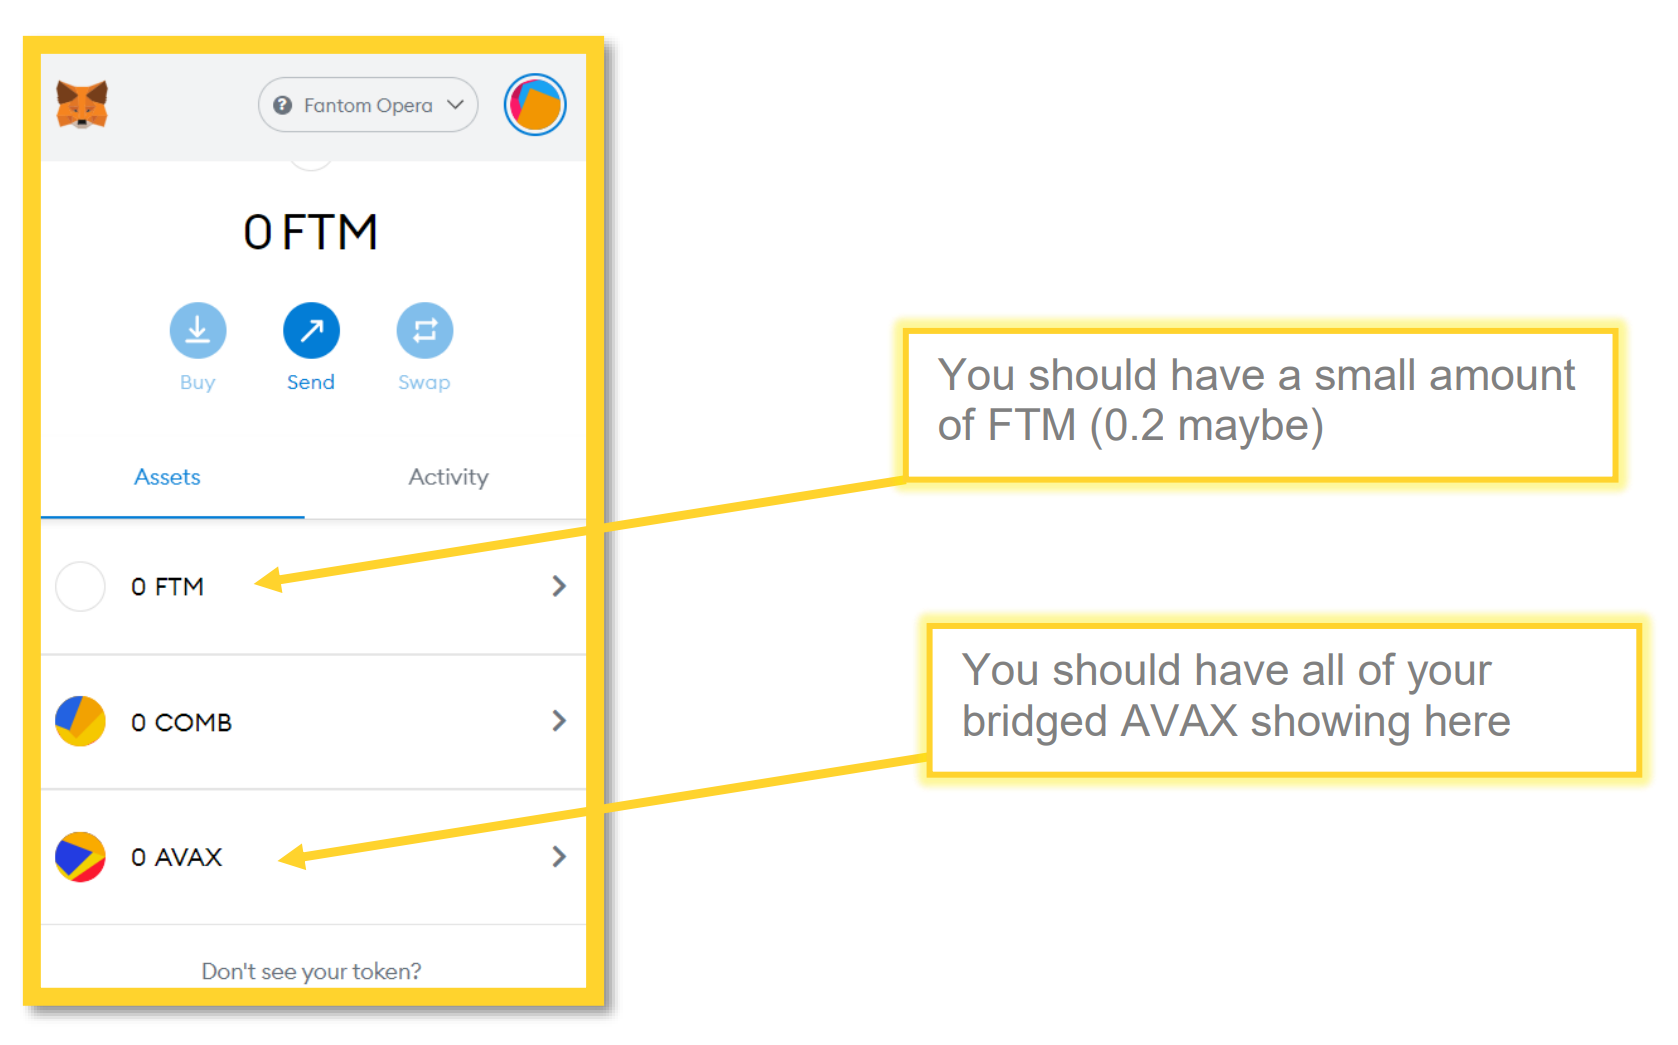 Fantom Opera
0 FTM
Buy
Send
Swap
Assets
Activity
0 FTM
0 COMB
0 AVAX
Don't see your token?
You should have a small amount
of FTM (0.2 maybe)
You should have all of your
bridged AVAX showing here